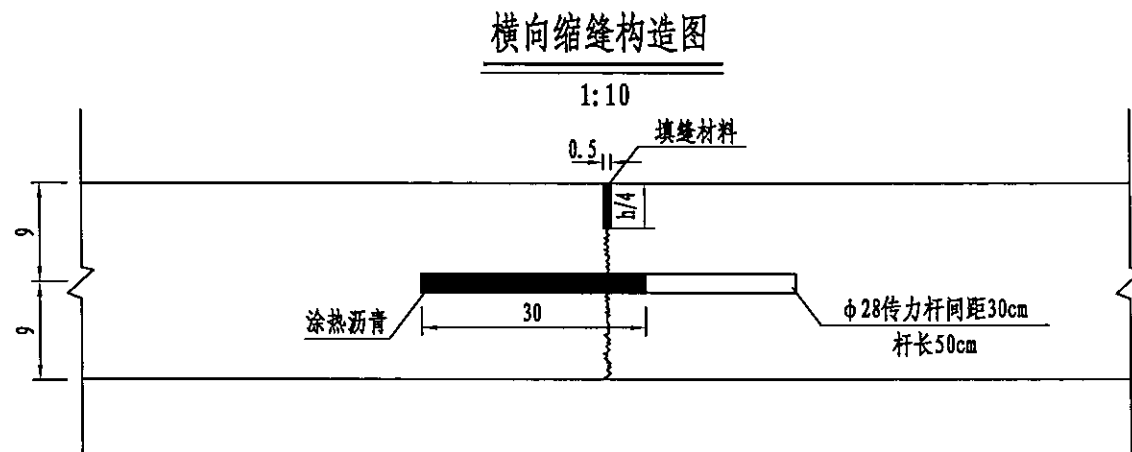 横向缩缝构造图
1:10
填缝材料
0.5
h/4
9
9
涂热沥青
30
φ28传力杆间距30cm
杆长50cm